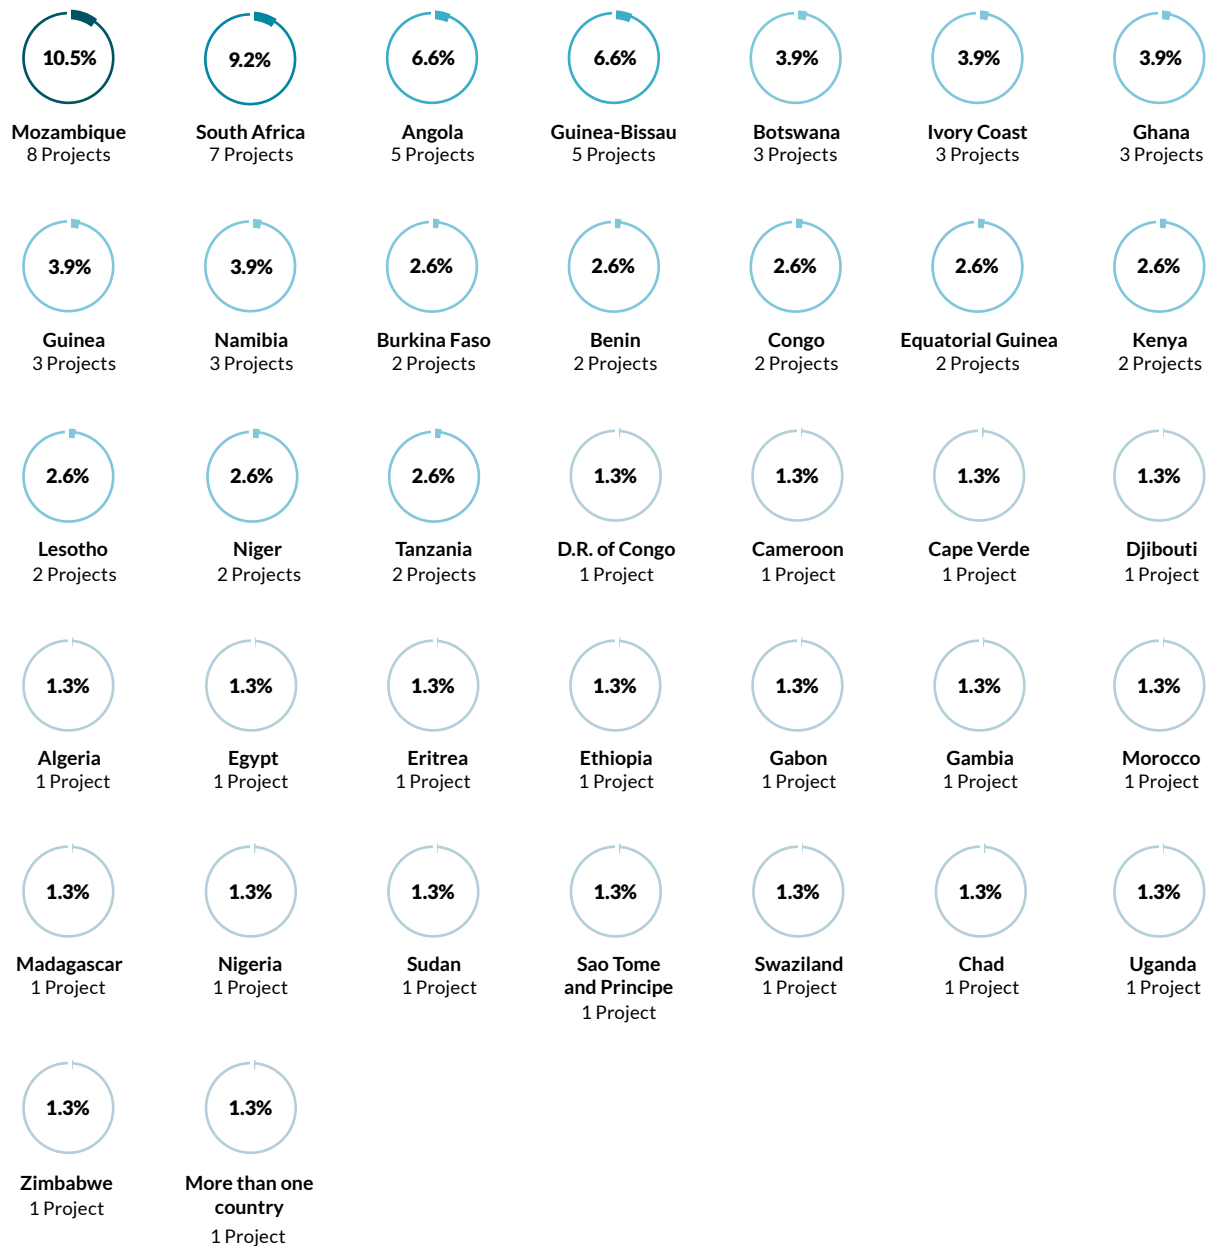 10.5%
9.2%
6.6%
6.6%
3.9%
3.9%
3.9%
Mozambique
South Africa
Angola
Guinea-Bissau
Botswana
Ivory Coast
Ghana
8 Projects
7 Projects
5 Projects
5 Projects
3 Projects
3 Projects
3 Projects
3.9%
3.9%
2.6%
2.6%
2.6%
2.6%
2.6%
Guinea
Namibia
Burkina Faso
Benin
Congo
Equatorial Guinea
Kenya
3 Projects
3 Projects
2 Projects
2 Projects
2 Projects
2 Projects
2 Projects
2.6%
2.6%
2.6%
1.3%
1.3%
1.3%
1.3%
Lesotho
Niger
Tanzania
D.R. of Congo
Cameroon
Cape Verde
Djibouti
2 Projects
2 Projects
2 Projects
1 Project
1 Project
1 Project
1 Project
1.3%
1.3%
1.3%
1.3%
1.3%
1.3%
1.3%
Algeria
Egypt
Eritrea
Ethiopia
Gabon
Gambia
Morocco
1 Project
1 Project
1 Project
1 Project
1 Project
1 Project
1 Project
1.3%
1.3%
1.3%
1.3%
1.3%
1.3%
1.3%
Madagascar
Nigeria
Sudan
Sao Tome
and Principe
Swaziland
Chad
Uganda
1 Project
1 Project
1 Project
1 Project
1 Project
1 Project
1 Project
1.3%
1.3%
Zimbabwe
More than one
country
1 Project
1 Project